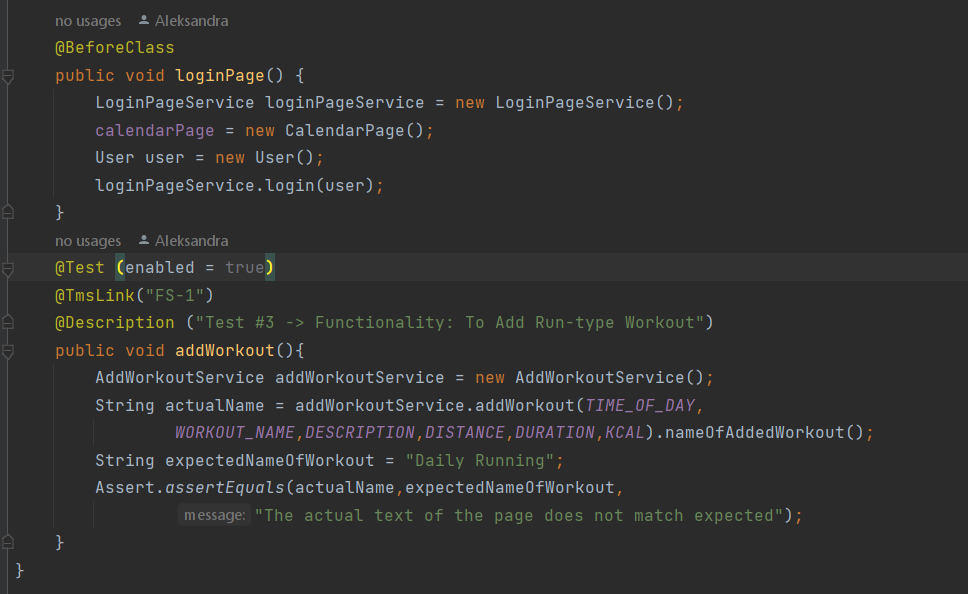 no usages Aleksandra
@BeforeClass
public void loginPage() {
LoginPageService loginPageService = new LoginPageService();
calendarPage = new CalendarPage();
User user = new User();
loginPageService.login(user);
}
no usages Aleksandra
@Test (enabled = true)
@TmsLink("FS-1")
@Description ("Test #3 -> Functionality: To Add Run-type Workout")
public void addWorkout(){
AddWorkoutService addWorkoutService = new AddWorkoutService();
String actualName = addWorkoutService.addWorkout(TIME_OF_DAY,
WORKOUT_NAME,DESCRIPTION,DISTANCE,DURATION,KCAL).nameOfAddedWorkout();
String expectedNameOfWorkout = "Daily Running";
Assert.assertEquals(actualName,expectedNameOfWorkout,
message: "The actual text of the page does not match expected");
}
}